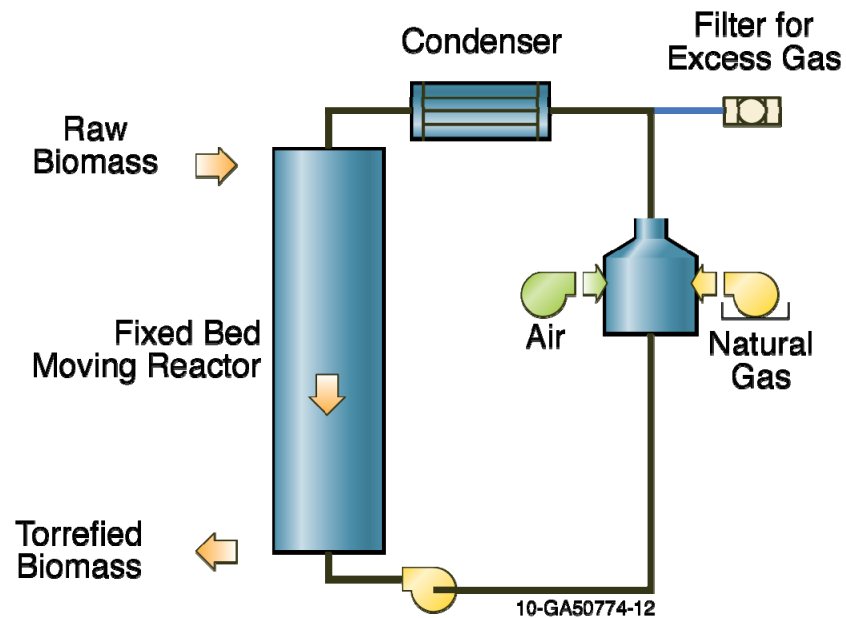 Condenser
Filter for
Excess Gas
Raw
Biomass
Fixed Bed
Moving Reactor
Air
Natural
Gas
Torrefied
Biomass
10-GA50774-12